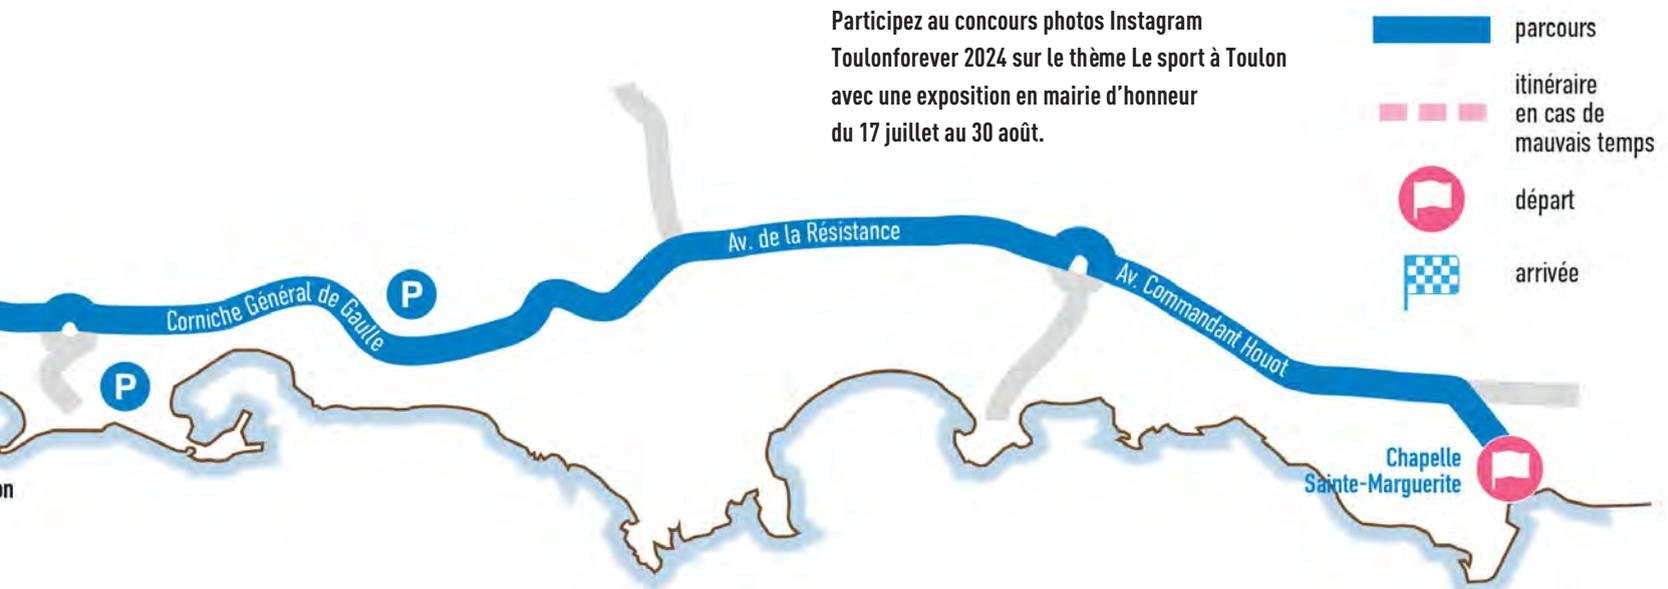 Participez au concours photos Instagram
Toulonforever 2024 sur le thème Le sport à Toulon
avec une exposition en mairie d'honneur
du 17 juillet au 30 août.
parcours
itinéraire
en cas de
mauvais temps
départ
arrivée
Av. de la Résistance
Av. Commandant Houot
Corniche Général de Gaulle
P
P
Chapelle
Sainte-Marguerite
on